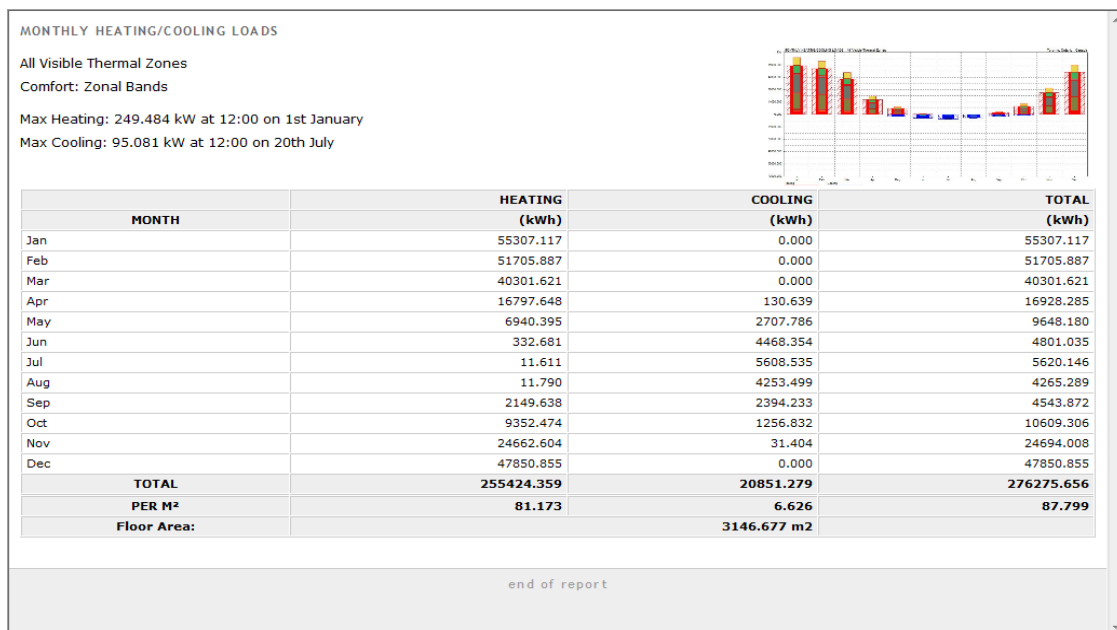 MONTHLY HEATING/COOLING LOADS
All Visible Thermal Zones
Comfort: Zonal Bands
Max Heating: 249.484 kW at 12:00 on 1st January
Max Cooling: 95.081 kW at 12:00 on 20th July
HEATING COOLING TOTAL
MONTH (kWh) (kWh) (kWh)
Jan 55307.117 0.000 55307.117
Feb 51705.887 0.000 51705.887
Mar 40301.621 0.000 40301.621
Apr 16797.648 130.639 16928.285
May 6940.395 2707.786 9648.180
Jun 332.681 4468.354 4801.035
Jul 11.611 5608.535 5620.146
Aug 11.790 4253.499 4265.289
Sep 2149.638 2394.233 4543.872
Oct 9352.474 1256.832 10609.306
Nov 24662.604 31.404 24694.008
Dec 47850.855 0.000 47850.855
TOTAL 255424.359 20851.279 276275.656
PER M² 81.173 6.626 87.799
Floor Area: 3146.677 m2
end of report